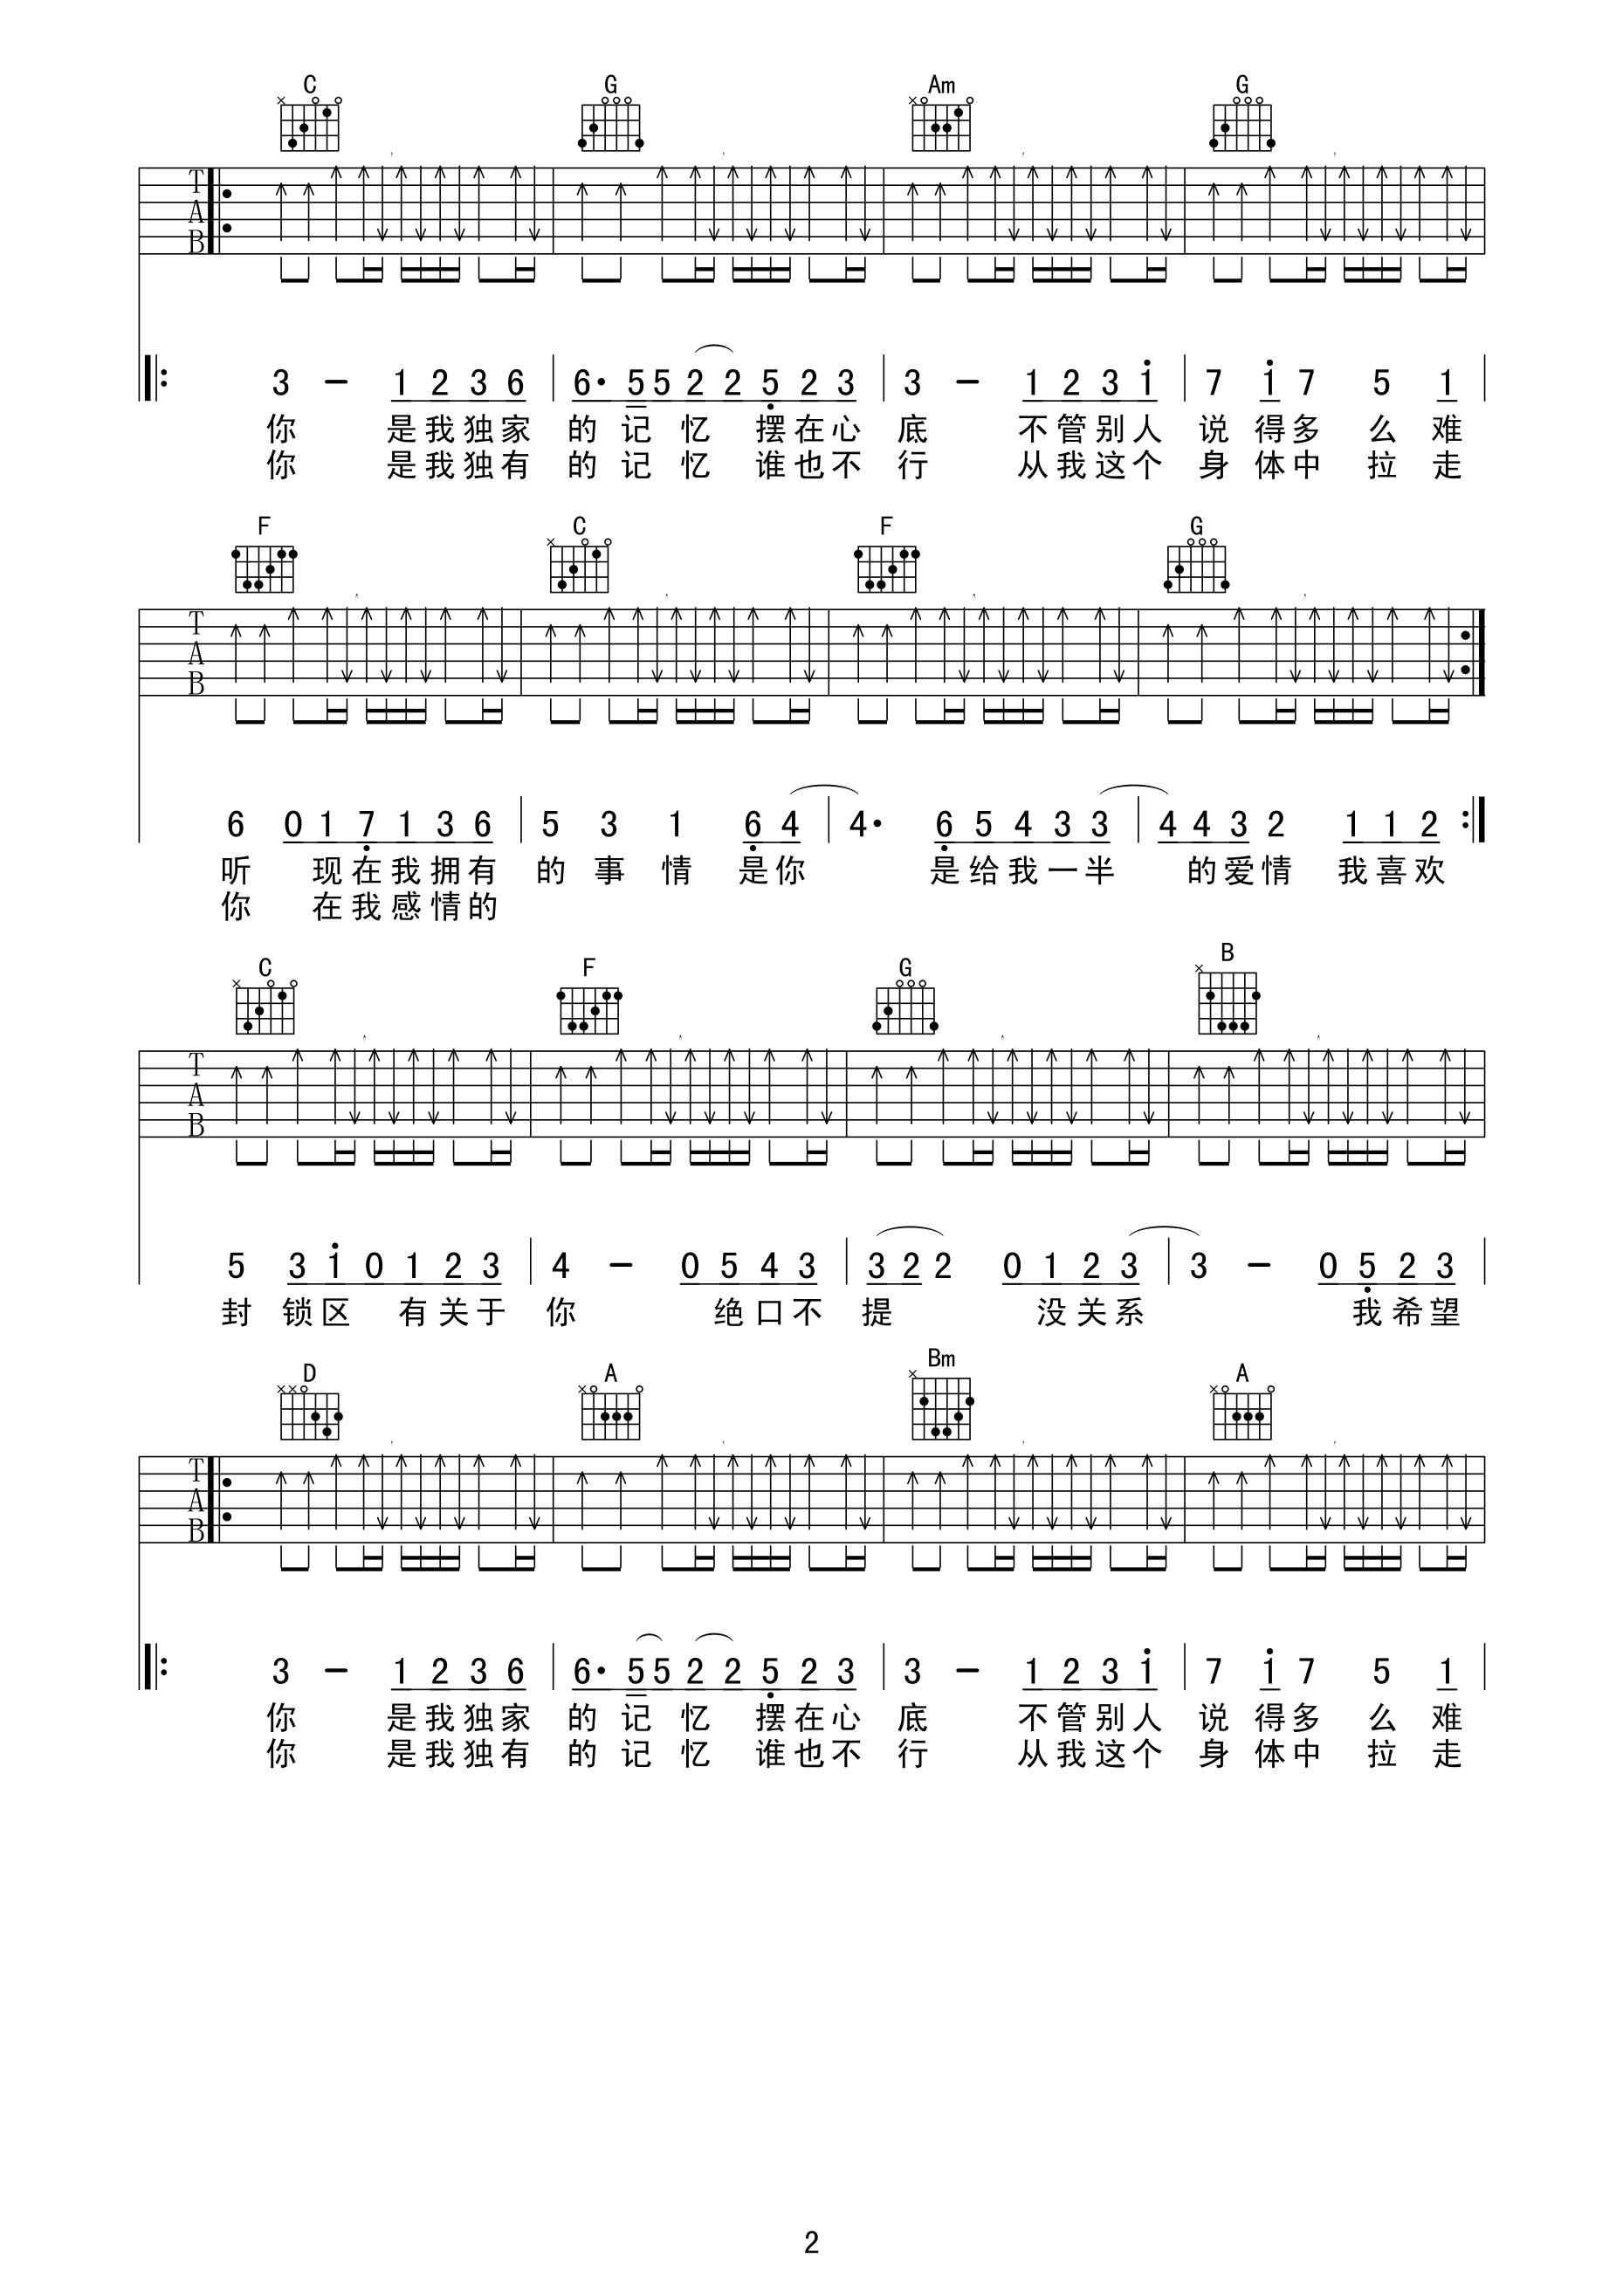 C G Am G
T
A
B
3 – 1 2 3 6 6· 5 5 2 2 5 2 3 3 – 1 2 3 i 7 i 7 5 1
你 是我独家 的记忆 摆在心 底 不管别人 说得多么难
你 是我独有 的记忆 谁也不 行 从我这个 身体中拉走
F C F G
T
A
B
6 0 1 7 1 3 6 5 3 1 6 4 4· 6 5 4 3 3 4 4 3 2 1 1 2
听 现在我拥有 的事情是你 是给我一半 的爱情 我喜欢
你 在我感情的
C F G B
T
A
B
5 3 i 0 1 2 3 4 – 0 5 4 3 3 2 2 0 1 2 3 3 – 0 5 2 3
封锁区 有关于 你 绝口不 提 没关系 我希望
D A Bm A
T
A
B
3 – 1 2 3 6 6· 5 5 2 2 5 2 3 3 – 1 2 3 i 7 i 7 5 1
你 是我独家 的记忆 摆在心 底 不管别人 说得多么难
你 是我独有 的记忆 谁也不 行 从我这个 身体中拉走
2